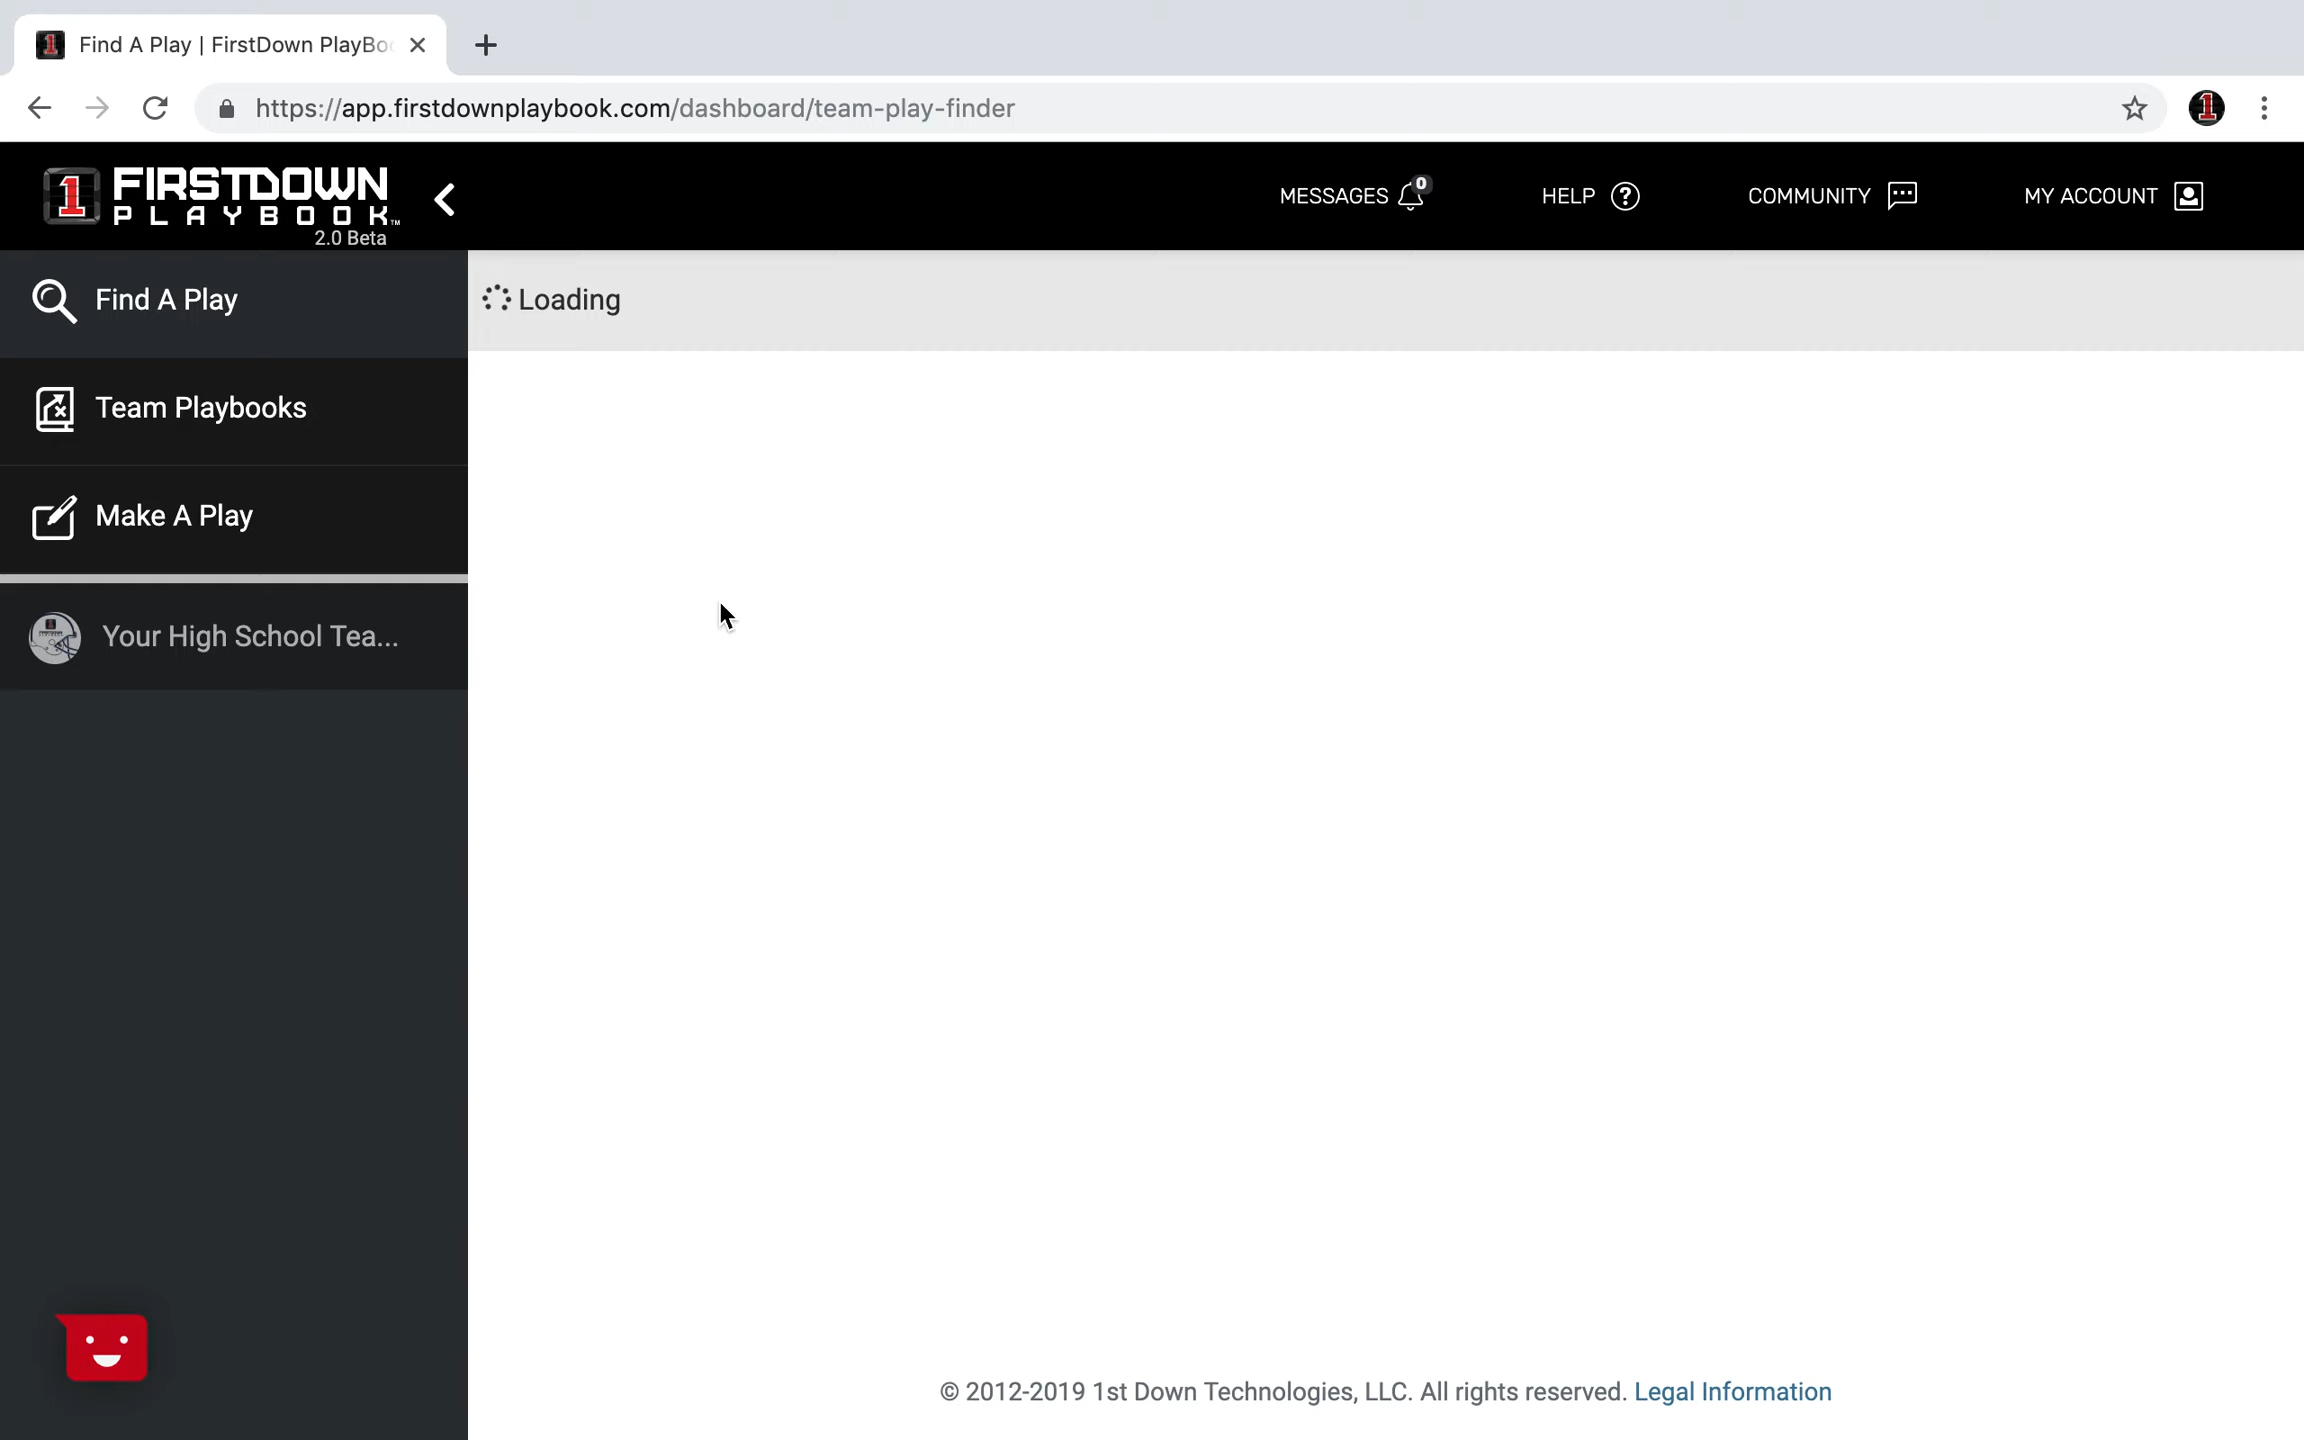 Find A Play | FirstDown PlayBo
https://app.firstdownplaybook.com/dashboard/team-play-finder
1 FIRSTDOWN
PLAYBOOK™
2.0 Beta
MESSAGES 0
HELP ?
COMMUNITY
MY ACCOUNT
Find A Play
Loading
Team Playbooks
Make A Play
Your High School Tea...
© 2012-2019 1st Down Technologies, LLC. All rights reserved. Legal Information